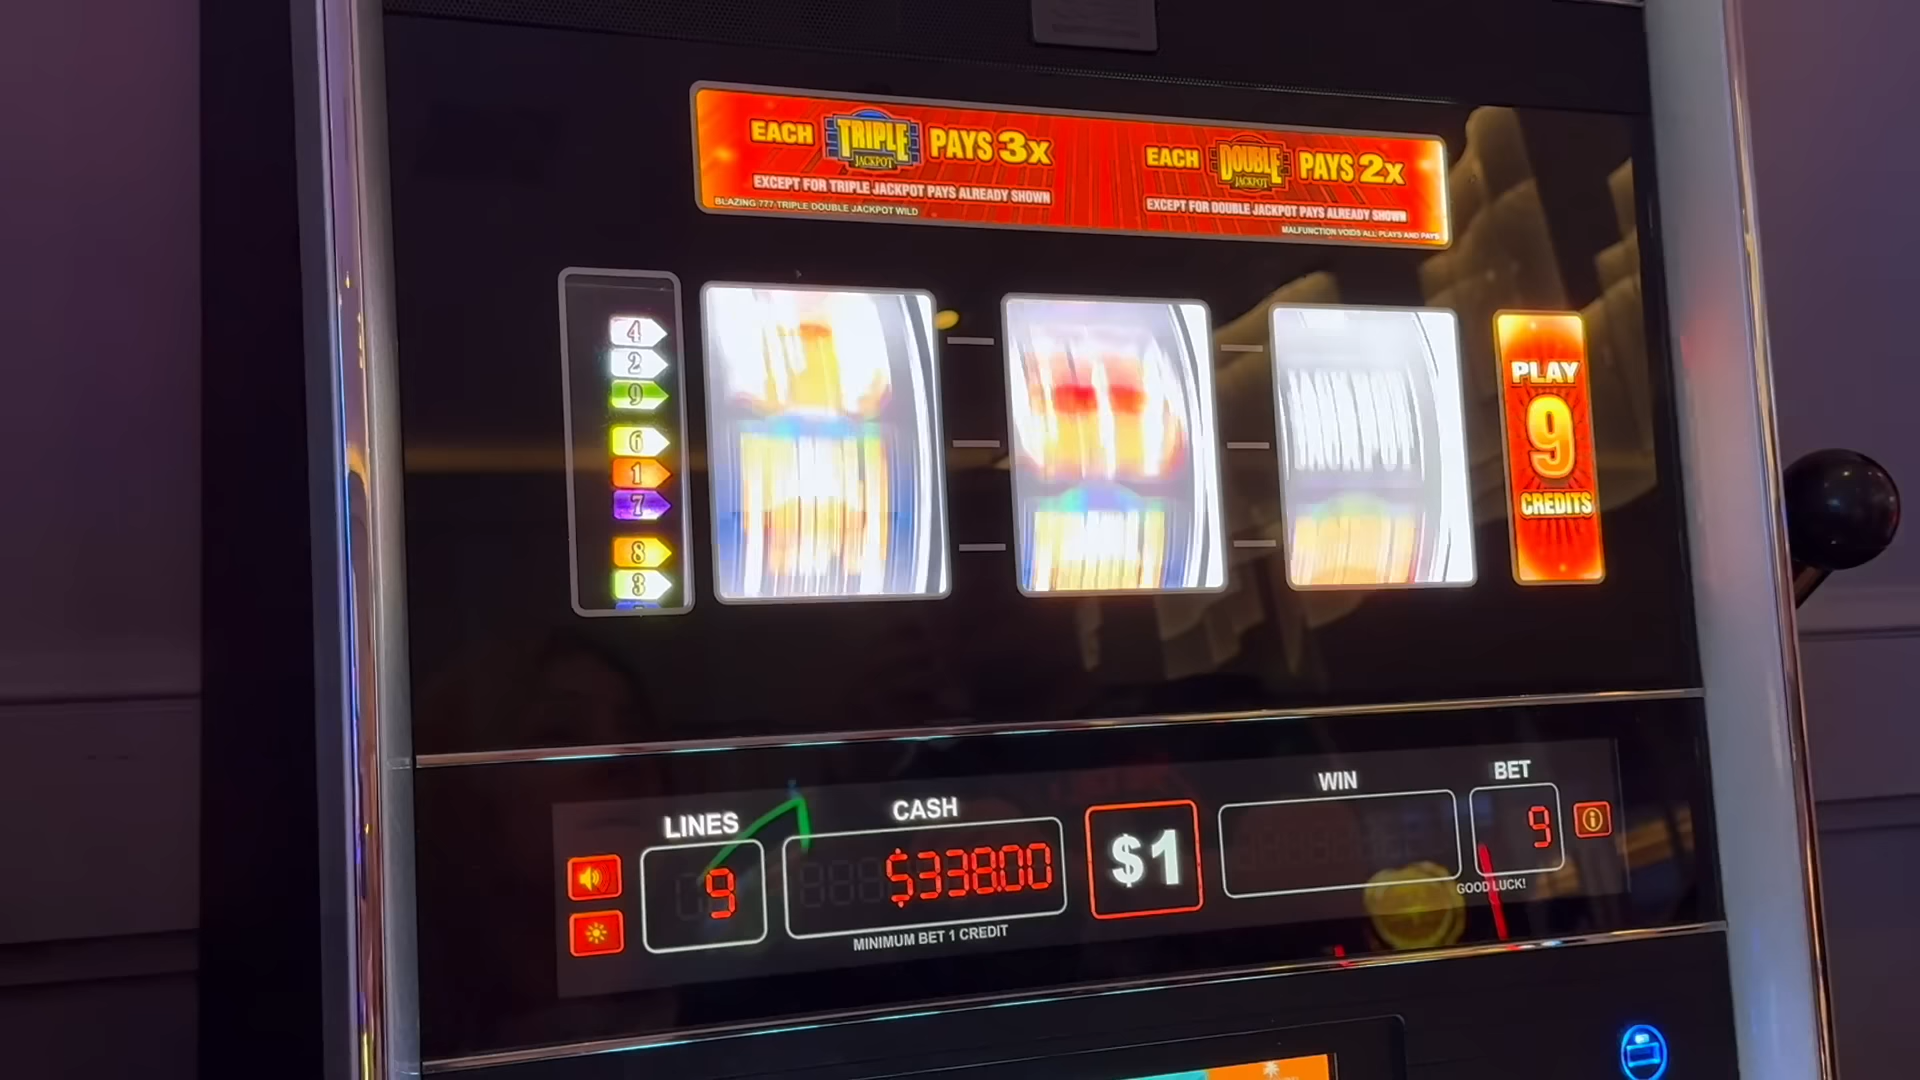 EACH TRIPLE JACKPOT PAYS 3x
EXCEPT FOR TRIPLE JACKPOT PAYS ALREADY SHOWN
BLAZING 777 TRIPLE DOUBLE JACKPOT WILD
EACH DOUBLE JACKPOT PAYS 2x
EXCEPT FOR DOUBLE JACKPOT PAYS ALREADY SHOWN
MALFUNCTION VOIDS ALL PLAYS AND PAYS
4
2
9
6
1
7
8
3
JACKPOT
PLAY
9
CREDITS
LINES
9
CASH
$338.00
MINIMUM BET 1 CREDIT
$1
WIN
BET
9
GOOD LUCK!